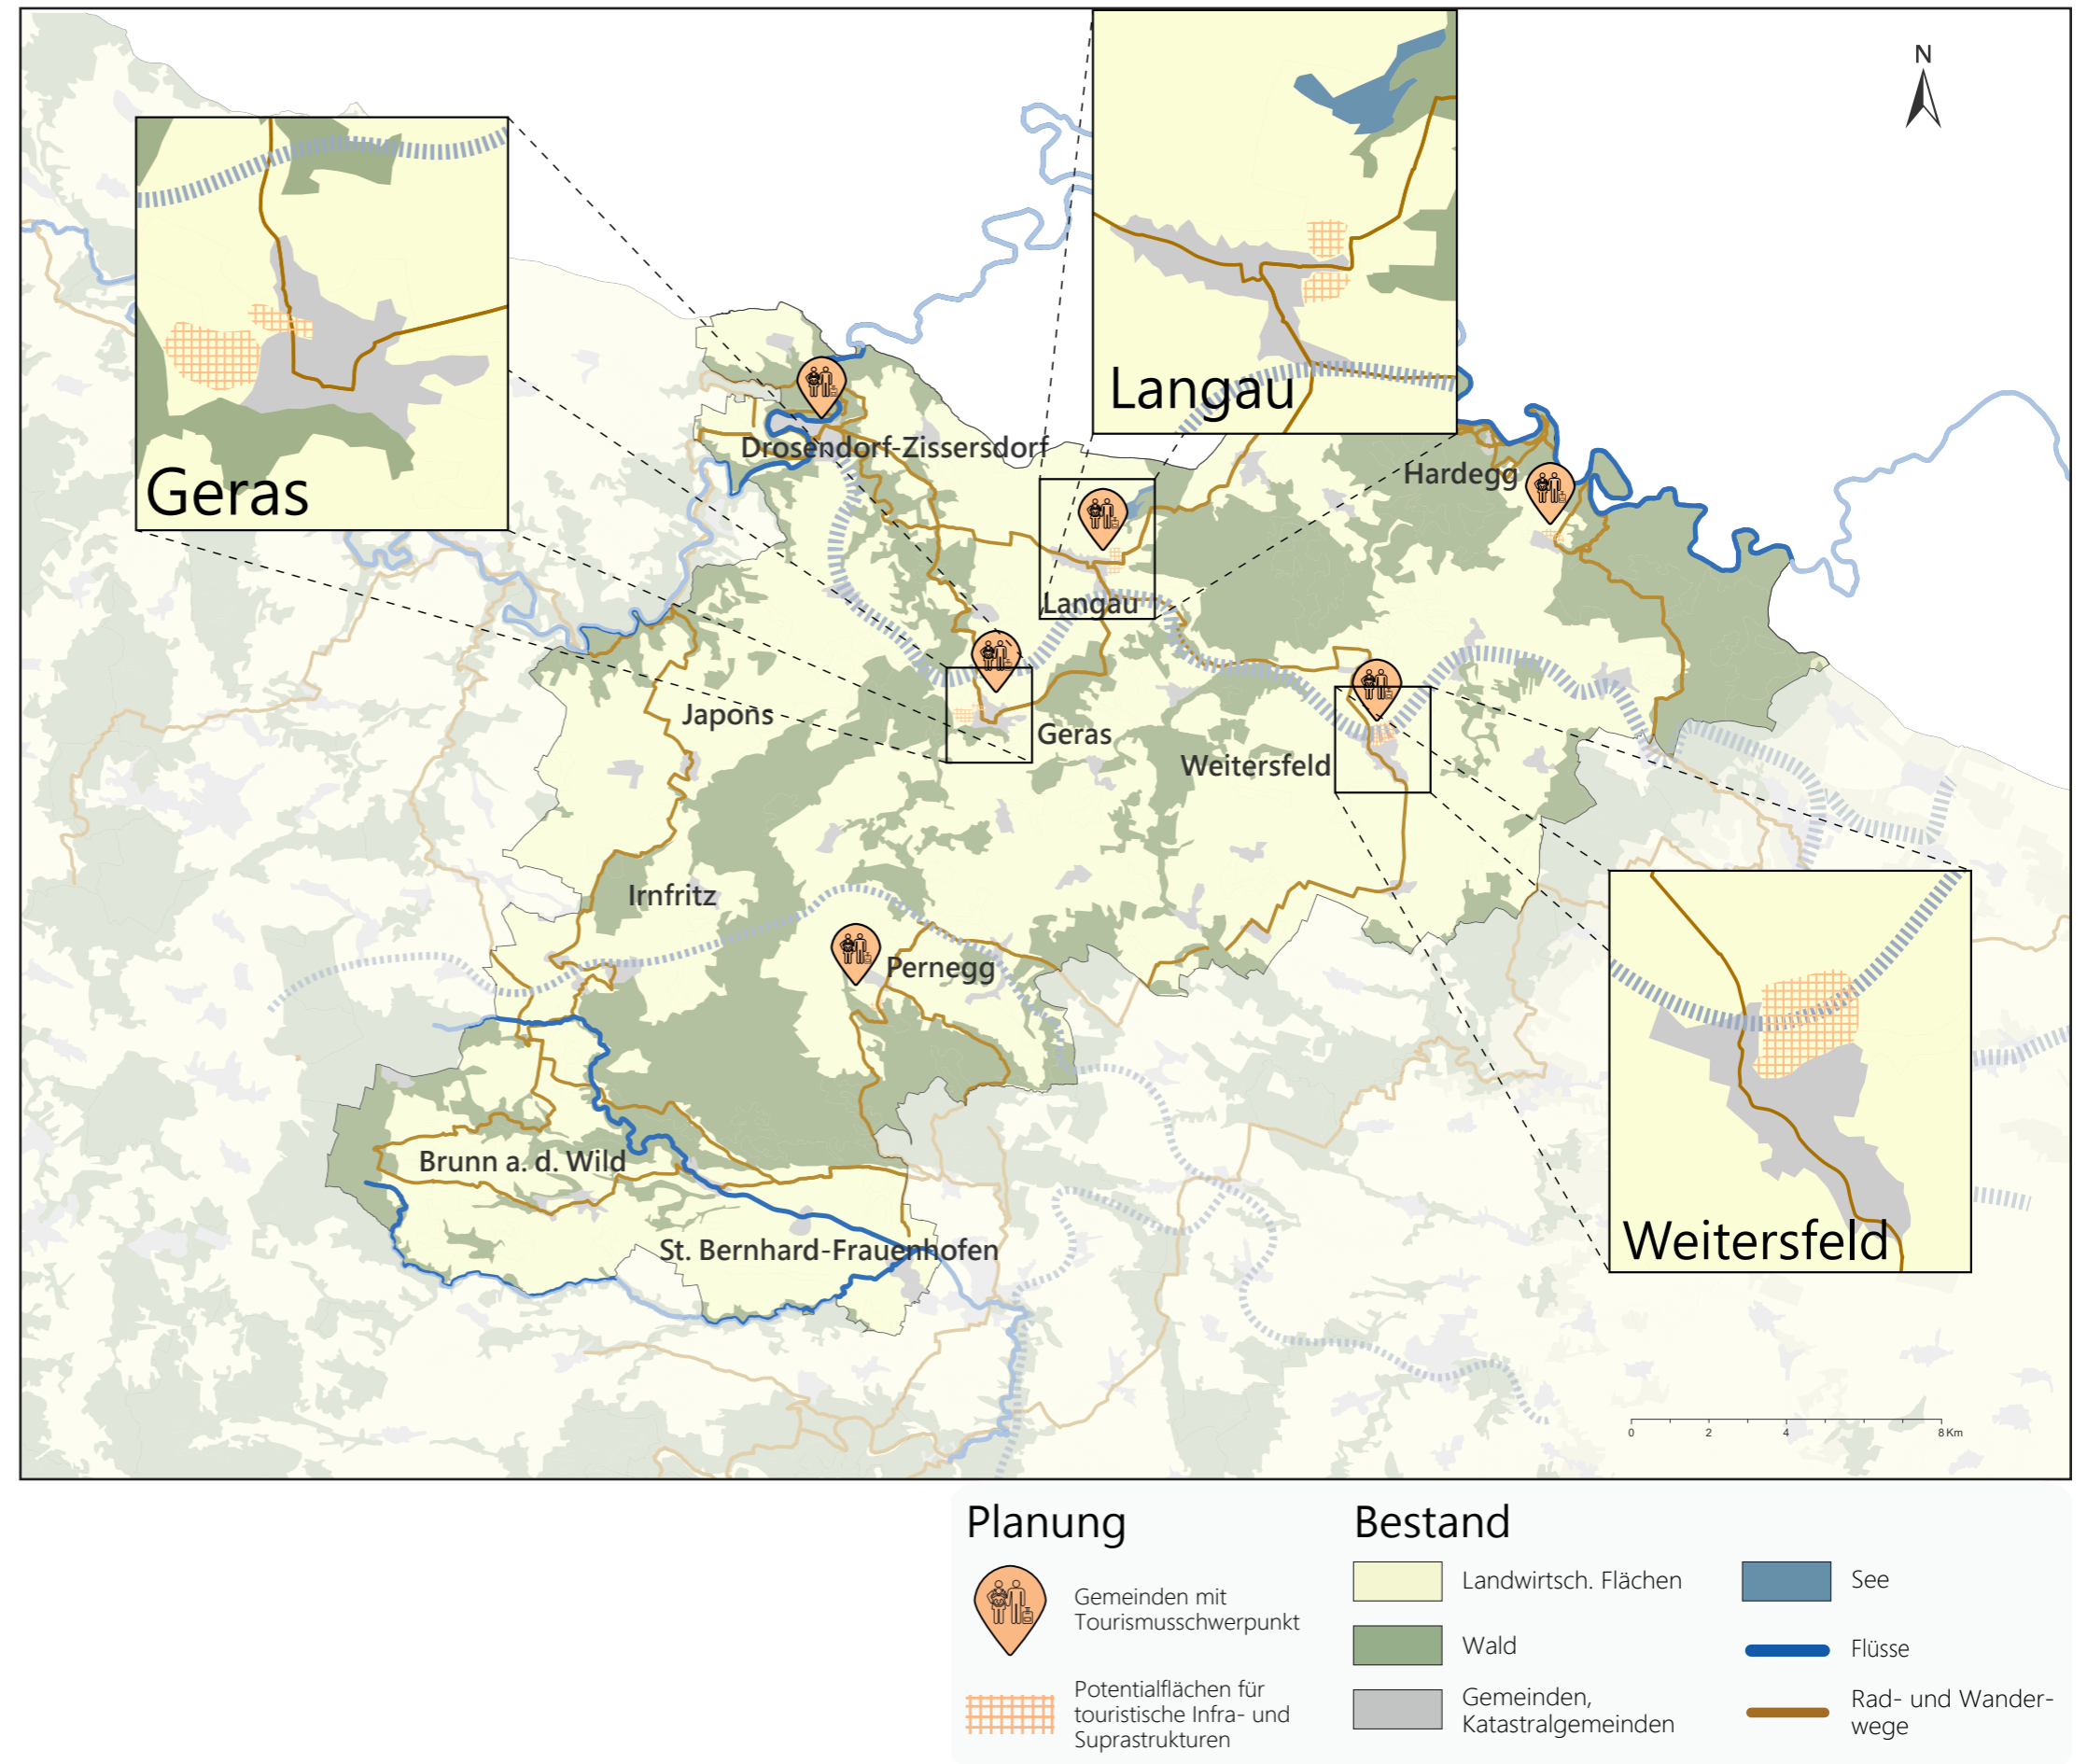 N
Geras
Langau
Drosendorf-Zissersdorf
Hardegg
Langau
Japons
Geras
Weitersfeld
Irnfritz
Pernegg
Brunn a. d. Wild
St. Bernhard-Frauenhofen
Weitersfeld
0 2 4 8 Km
Planung
Gemeinden mit
Tourismusschwerpunkt
Potentialflächen für
touristische Infra- und
Suprastrukturen
Bestand
Landwirtsch. Flächen
Wald
Gemeinden,
Katastralgemeinden
See
Flüsse
Rad- und Wander-
wege